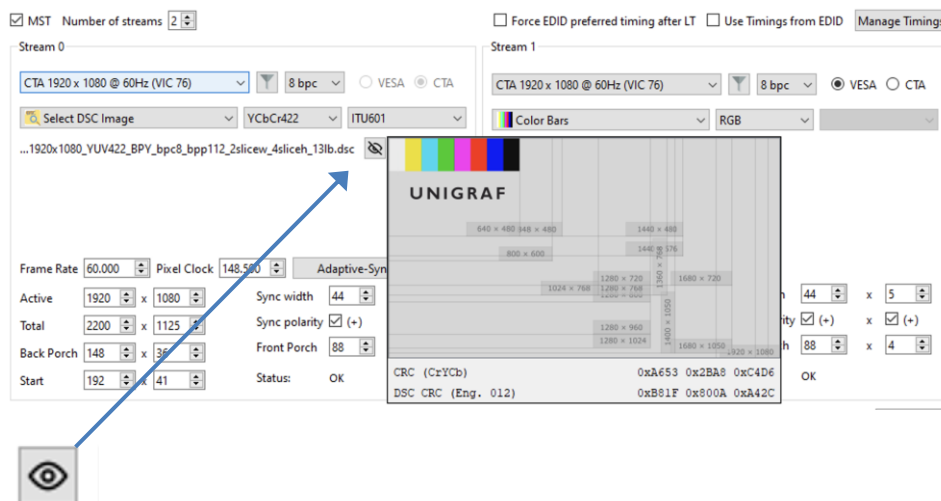 MST Number of streams 2
Force EDID preferred timing after LT Use Timings from EDID Manage Timings
Stream 0
Stream 1
CTA 1920 x 1080 @ 60Hz (VIC 76) 8 bpc VESA CTA
CTA 1920 x 1080 @ 60Hz (VIC 76) 8 bpc VESA CTA
Select DSC Image YCbCr422 ITU601
Color Bars RGB
...1920x1080_YUV422_BPY_bpc8_bpp112_2slicew_4sliceh_13lb.dsc
UNIGRAF
640 × 480 848 × 480 1440 × 480
800 × 600 1440 × 576
1360 × 768
1280 × 720 1680 × 720
1024 × 768 1280 × 768
1280 × 800
1400 × 1050
1280 × 960
1280 × 1024
1680 × 1050 1920 × 1080
CRC (CrYCb) 0xA653 0x2BA8 0xC4D6
DSC CRC (Eng. 012) 0xB81F 0x800A 0xA42C
Frame Rate 60.000 Pixel Clock 148.500 Adaptive-Syn
Active 1920 x 1080 Sync width 44
Total 2200 x 1125 Sync polarity (+)
Back Porch 148 x 36 Front Porch 88
Start 192 x 41 Status: OK
h 44 x 5
ity (+) x (+)
h 88 x 4
OK